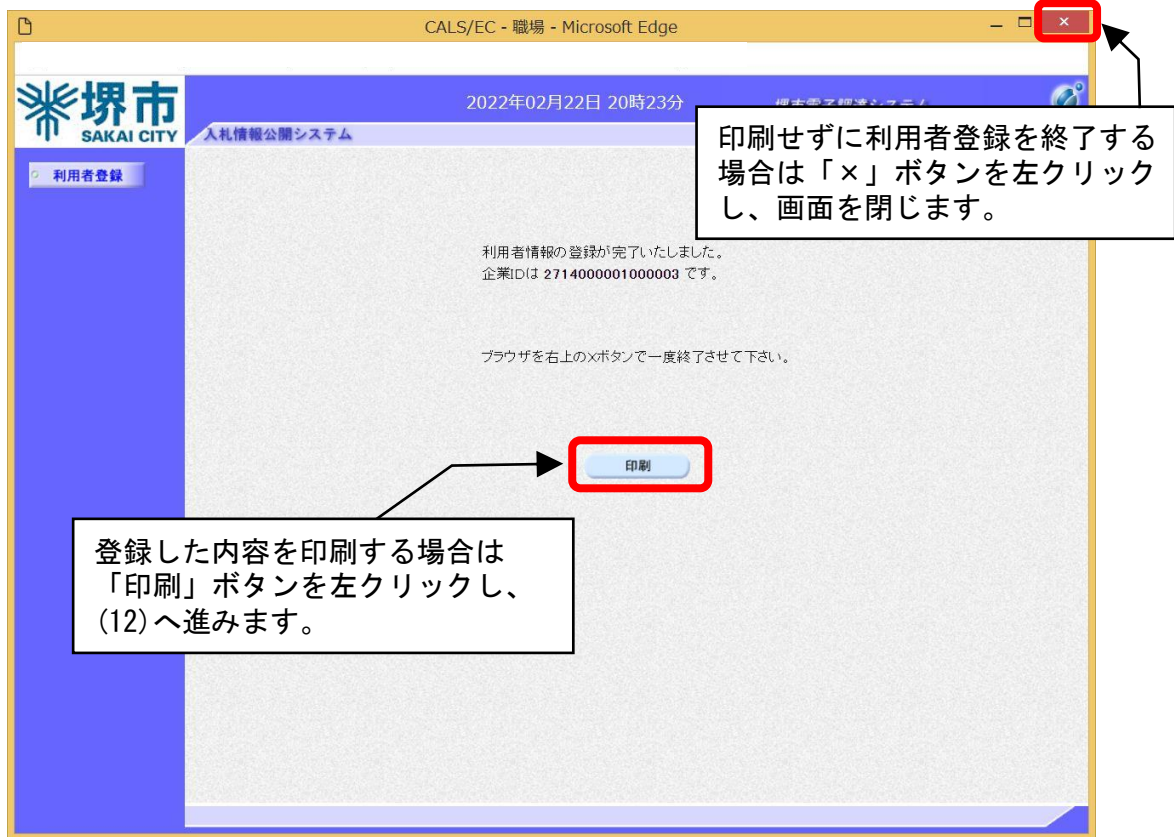 CALS/EC - 職場 - Microsoft Edge
堺市
SAKAI CITY
2022年02月22日 20時23分
入札情報公開システム
利用者登録
印刷せずに利用者登録を終了する
場合は「×」ボタンを左クリック
し、画面を閉じます。
利用者情報の登録が完了いたしました。
企業IDは 2714000001000003 です。
ブラウザを右上の×ボタンで一度終了させて下さい。
印刷
登録した内容を印刷する場合は
「印刷」ボタンを左クリックし、
(12)へ進みます。